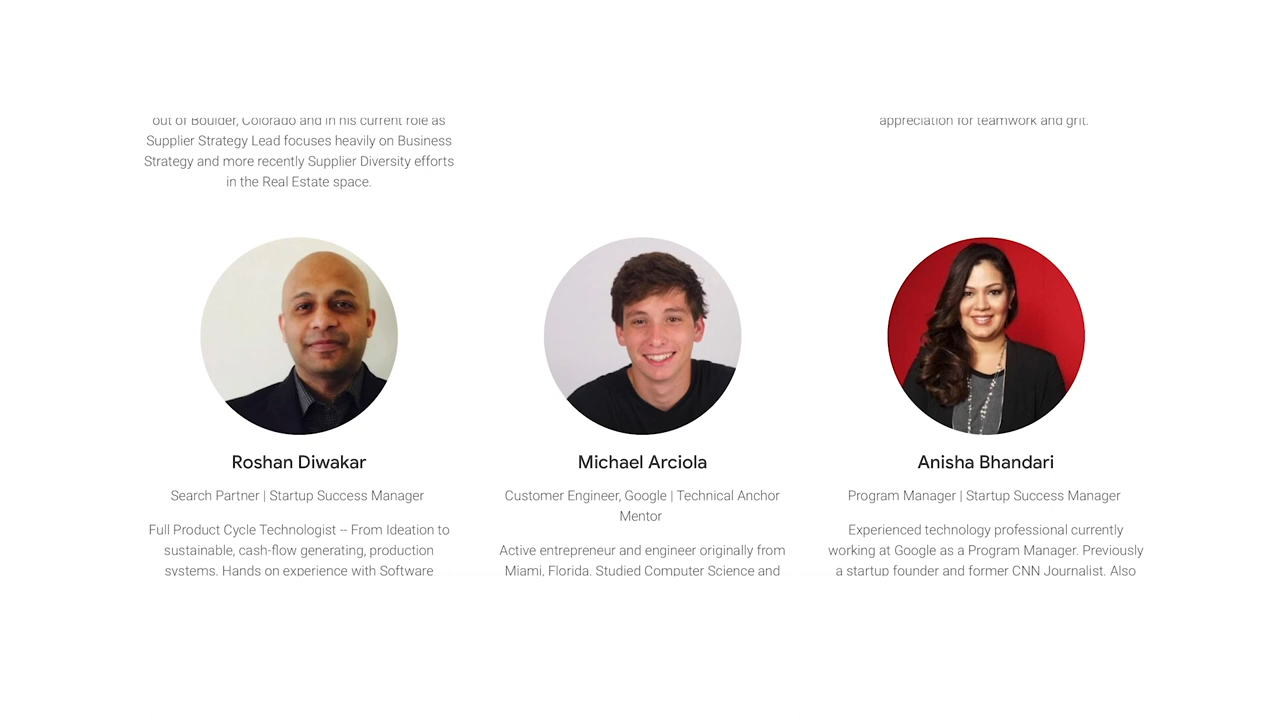 out of Boulder, Colorado and in his current role as
Supplier Strategy Lead focuses heavily on Business
Strategy and more recently Supplier Diversity efforts
in the Real Estate space.
appreciation for teamwork and grit.
Roshan Diwakar
Search Partner | Startup Success Manager
Full Product Cycle Technologist -- From Ideation to
sustainable, cash-flow generating, production
systems. Hands on experience with Software
Michael Arciola
Customer Engineer, Google | Technical Anchor
Mentor
Active entrepreneur and engineer originally from
Miami, Florida. Studied Computer Science and
Anisha Bhandari
Program Manager | Startup Success Manager
Experienced technology professional currently
working at Google as a Program Manager. Previously
a startup founder and former CNN Journalist. Also